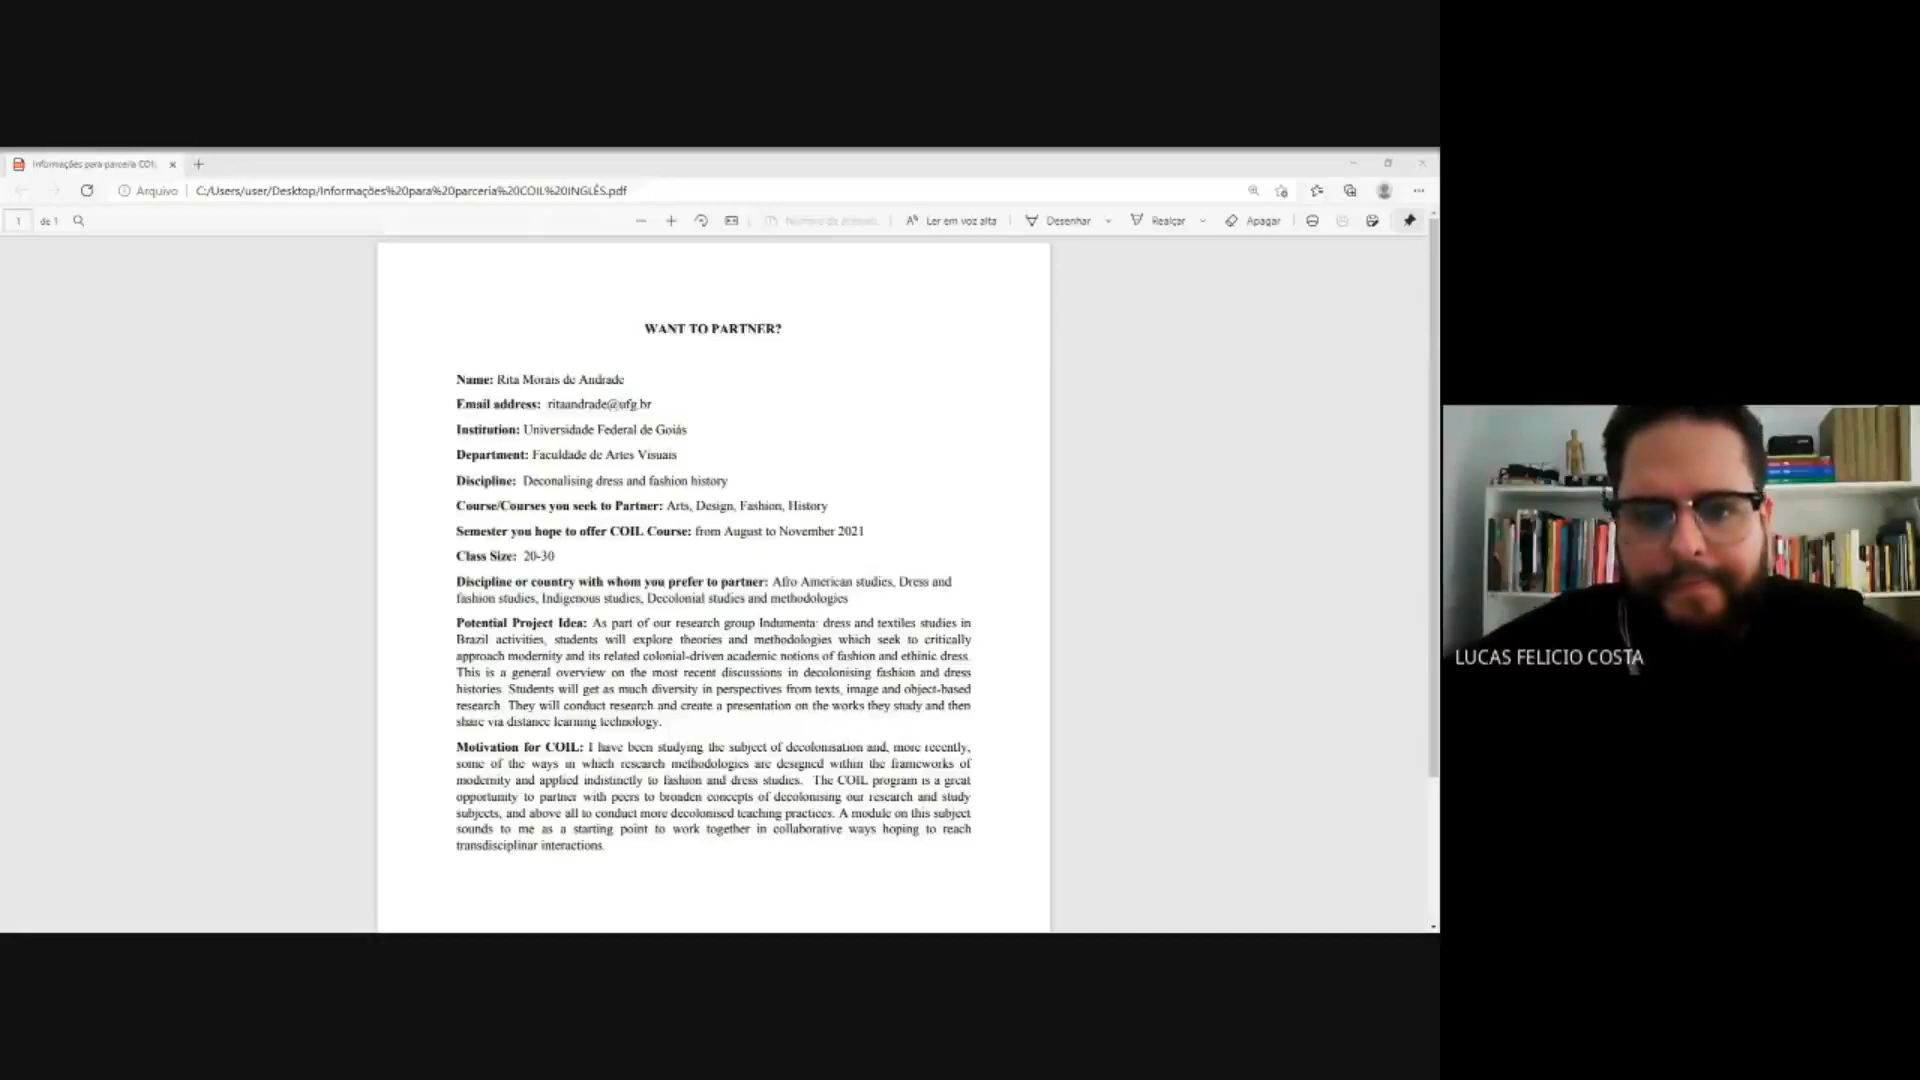 Informações para parceria COIL
Arquivo
C:/Users/user/Desktop/Informações%20para%20parceria%20COIL%20INGLÊS.pdf
1 de 1
Ler em voz alta
Desenhar
Realçar
Apagar
WANT TO PARTNER?
Name: Rita Morais de Andrade
Email address: ritaandrade@ufg.br
Institution: Universidade Federal de Goiás
Department: Faculdade de Artes Visuais
Discipline: Deconalising dress and fashion history
Course/Courses you seek to Partner: Arts, Design, Fashion, History
Semester you hope to offer COIL Course: from August to November 2021
Class Size: 20-30
Discipline or country with whom you prefer to partner: Afro American studies, Dress and
fashion studies, Indigenous studies, Decolonial studies and methodologies
Potential Project Idea: As part of our research group Indumenta: dress and textiles studies in
Brazil activities, students will explore theories and methodologies which seek to critically
approach modernity and its related colonial-driven academic notions of fashion and ethinic dress.
This is a general overview on the most recent discussions in decolonising fashion and dress
histories. Students will get as much diversity in perspectives from texts, image and object-based
research. They will conduct research and create a presentation on the works they study and then
share via distance learning technology.
Motivation for COIL: I have been studying the subject of decolonisation and, more recently,
some of the ways in which research methodologies are designed within the frameworks of
modernity and applied indistinctly to fashion and dress studies. The COIL program is a great
opportunity to partner with peers to broaden concepts of decolonising our research and study
subjects, and above all to conduct more decolonised teaching practices. A module on this subject
sounds to me as a starting point to work together in collaborative ways hoping to reach
transdisciplinar interactions.
LUCAS FELICIO COSTA